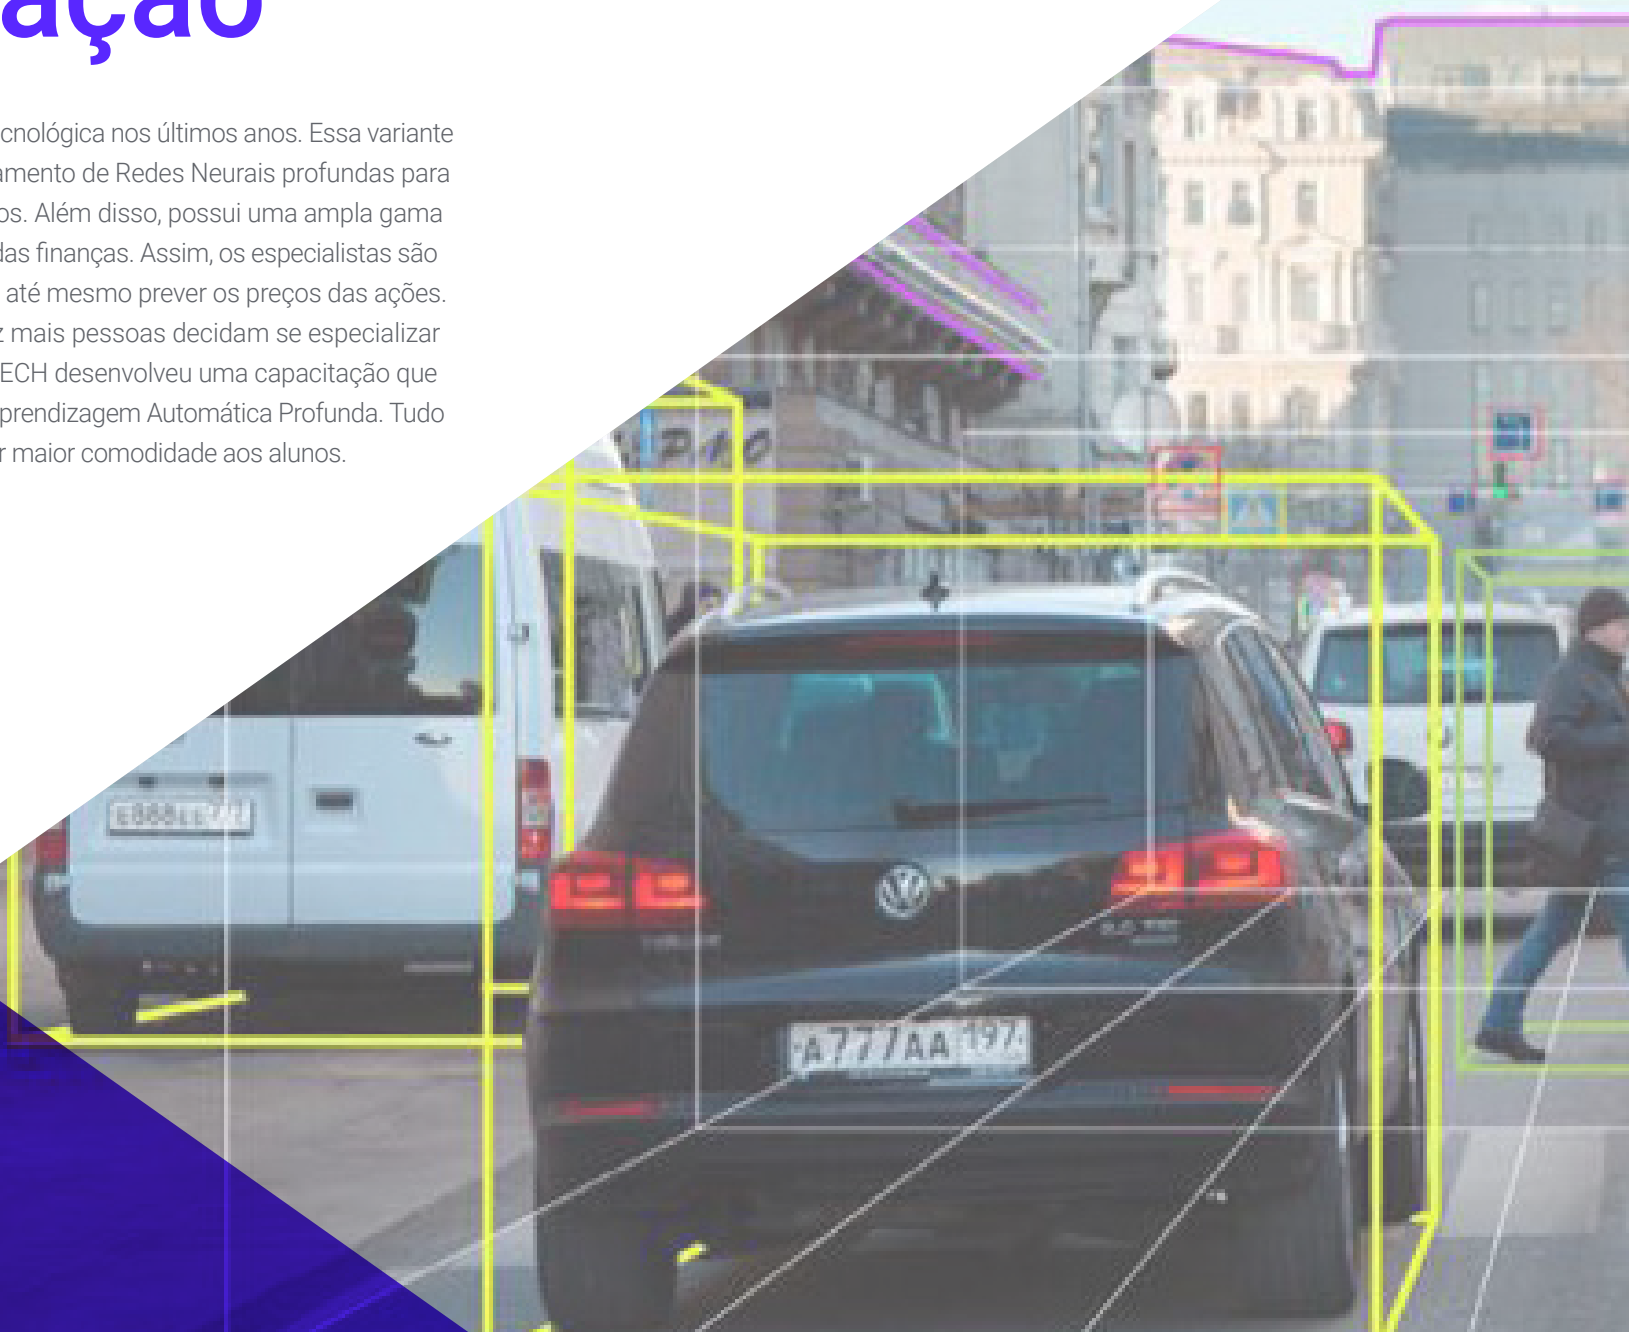 ação
cnológica nos últimos anos. Essa variante
amento de Redes Neurais profundas para
os. Além disso, possui uma ampla gama
das finanças. Assim, os especialistas são
até mesmo prever os preços das ações.
z mais pessoas decidam se especializar
ECH desenvolveu uma capacitação que
prendizagem Automática Profunda. Tudo
r maior comodidade aos alunos.
А777АА 197